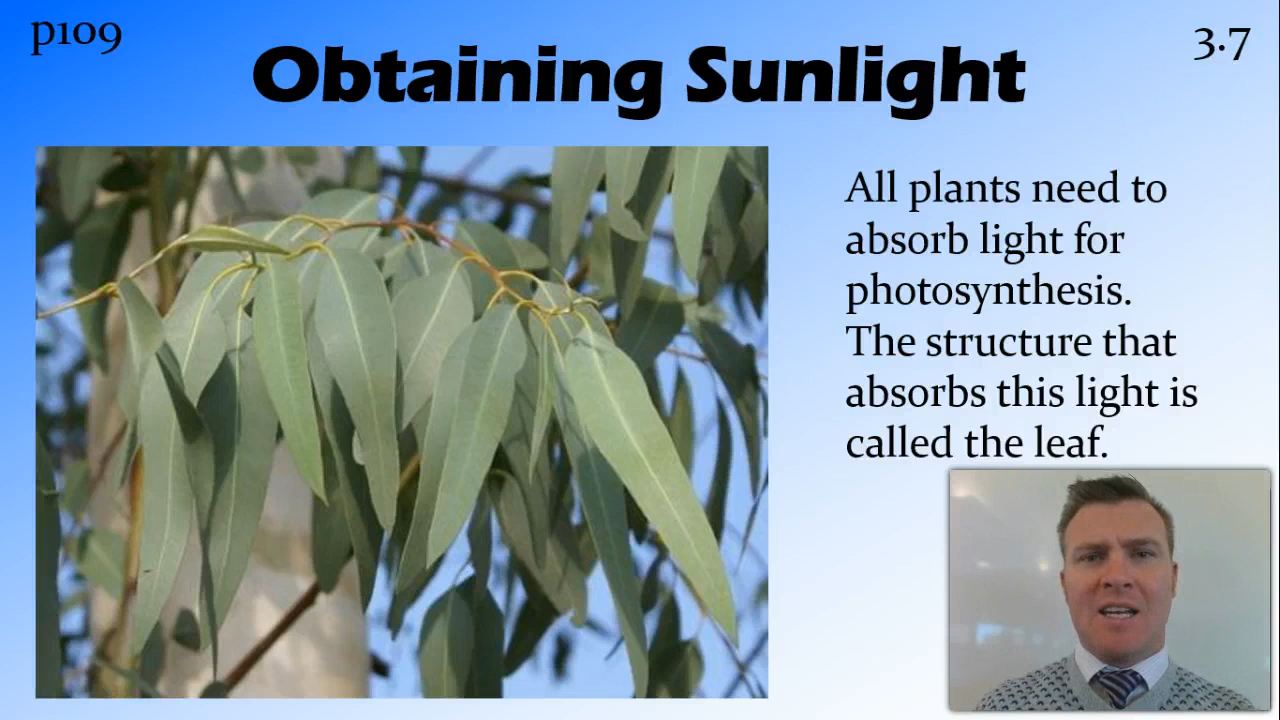 p109
3.7
Obtaining Sunlight
All plants need to
absorb light for
photosynthesis.
The structure that
absorbs this light is
called the leaf.